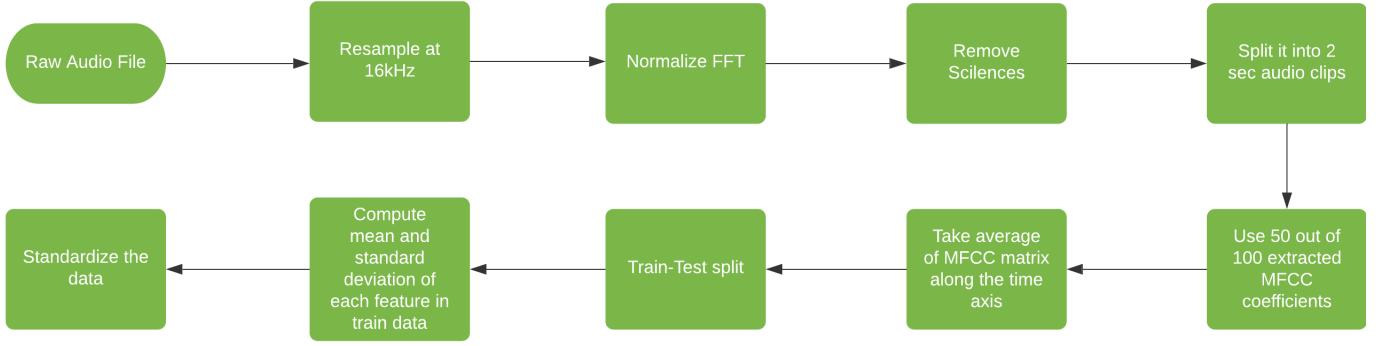 Raw Audio File
Resample at
16kHz
Normalize FFT
Remove
Scilences
Split it into 2
sec audio clips
Use 50 out of
100 extracted
MFCC
coefficients
Take average
of MFCC matrix
along the time
axis
Train-Test split
Compute
mean and
standard
deviation of
each feature in
train data
Standardize the
data